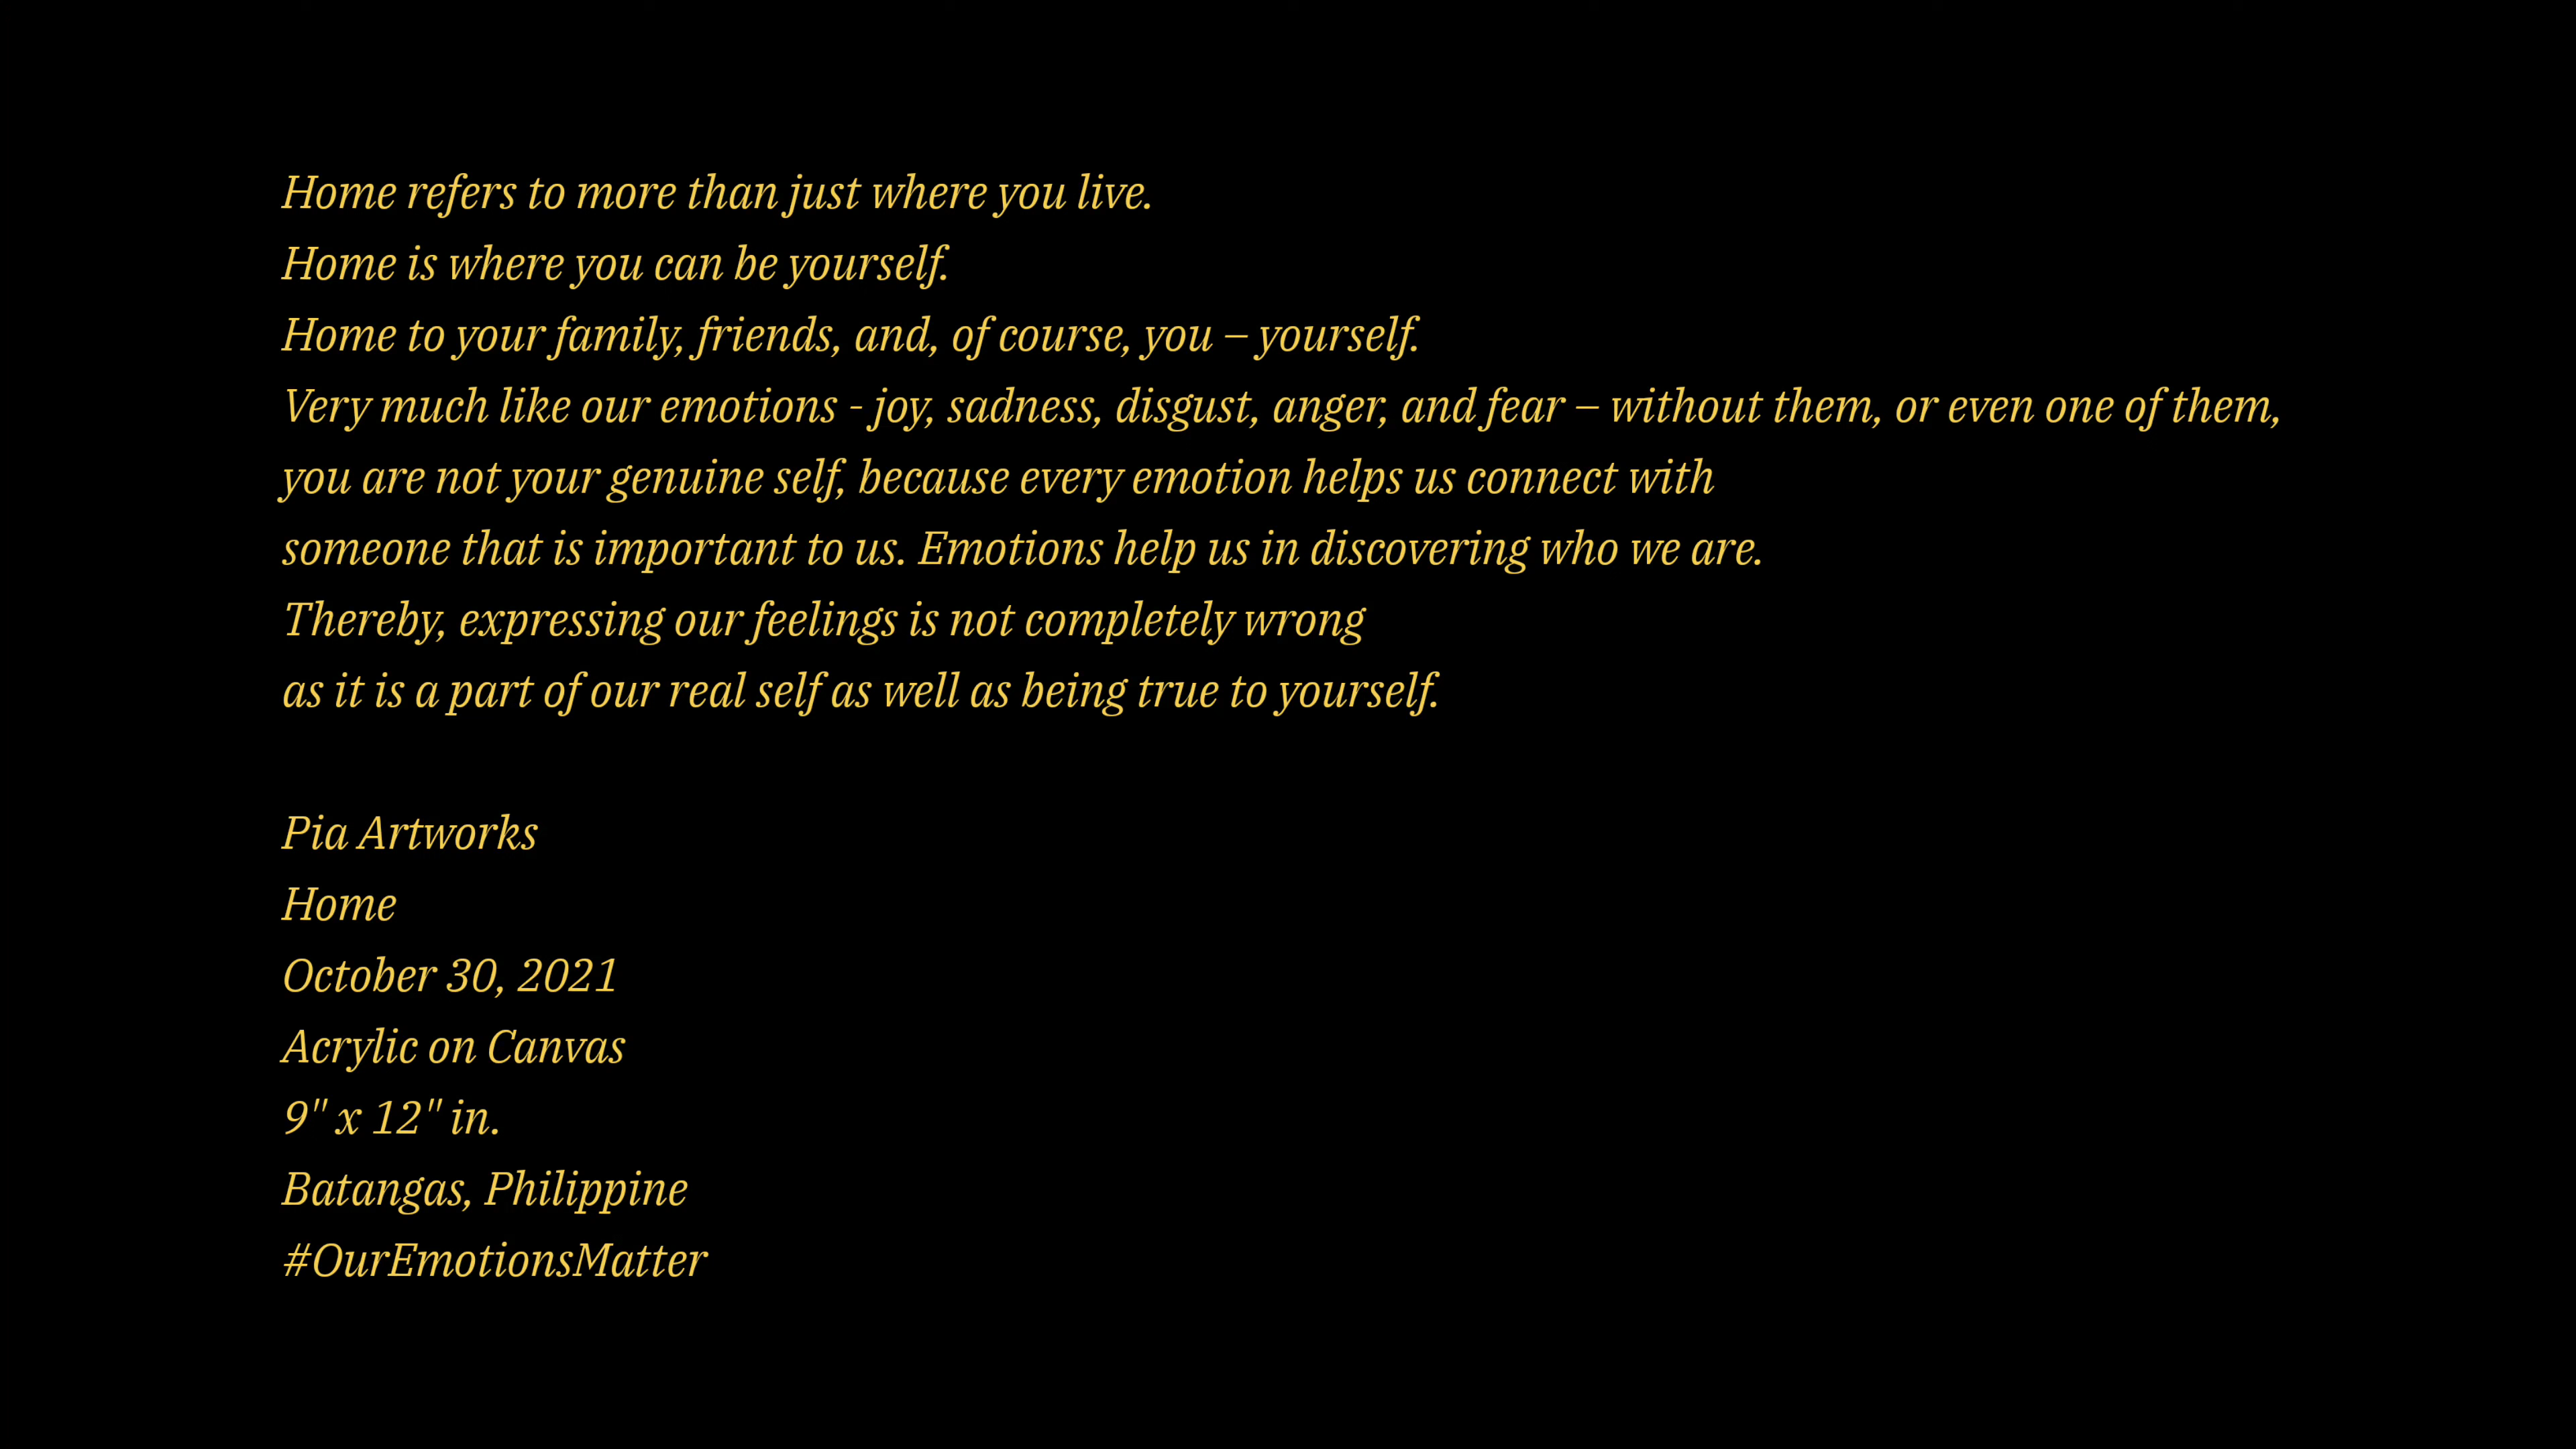 Home refers to more than just where you live.
Home is where you can be yourself.
Home to your family, friends, and, of course, you – yourself.
Very much like our emotions - joy, sadness, disgust, anger, and fear – without them, or even one of them,
you are not your genuine self, because every emotion helps us connect with
someone that is important to us. Emotions help us in discovering who we are.
Thereby, expressing our feelings is not completely wrong
as it is a part of our real self as well as being true to yourself.
Pia Artworks
Home
October 30, 2021
Acrylic on Canvas
9" x 12" in.
Batangas, Philippine
#OurEmotionsMatter